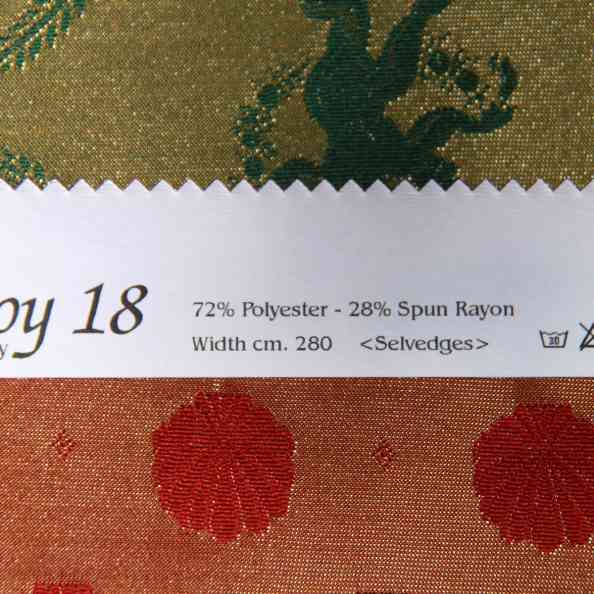 oy 18
y
72% Polyester - 28% Spun Rayon
Width cm. 280 <Selvedges>
30